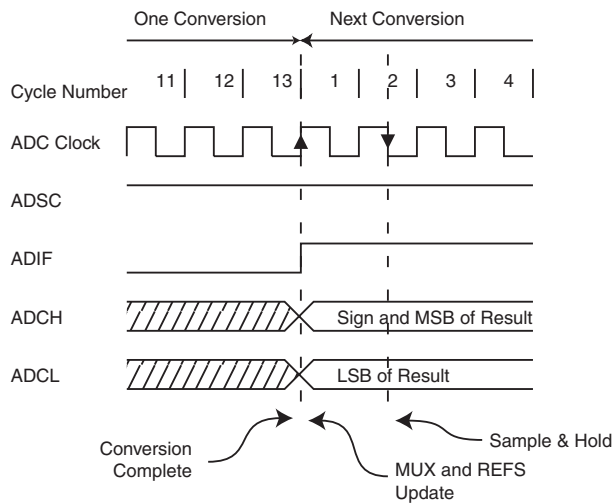 One Conversion Next Conversion
Cycle Number 11 12 13 1 2 3 4
ADC Clock
ADSC
ADIF
ADCH Sign and MSB of Result
ADCL LSB of Result
Conversion
Complete
MUX and REFS
Update
Sample & Hold